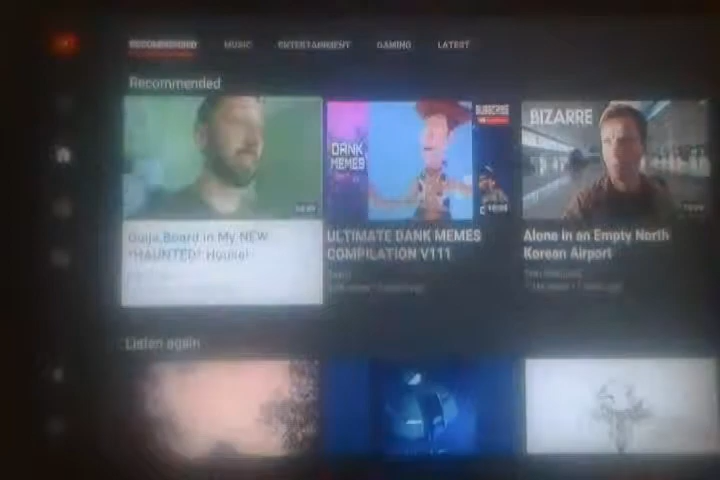 RECOMMENDED MUSIC ENTERTAINMENT GAMING LATEST
Recommended
DANK
MEMES
SUBSCRIBE
BIZARRE
Ouija Board in My NEW
*HAUNTED* House!
ULTIMATE DANK MEMES
COMPILATION V111
Alone in an Empty North
Korean Airport
Listen again